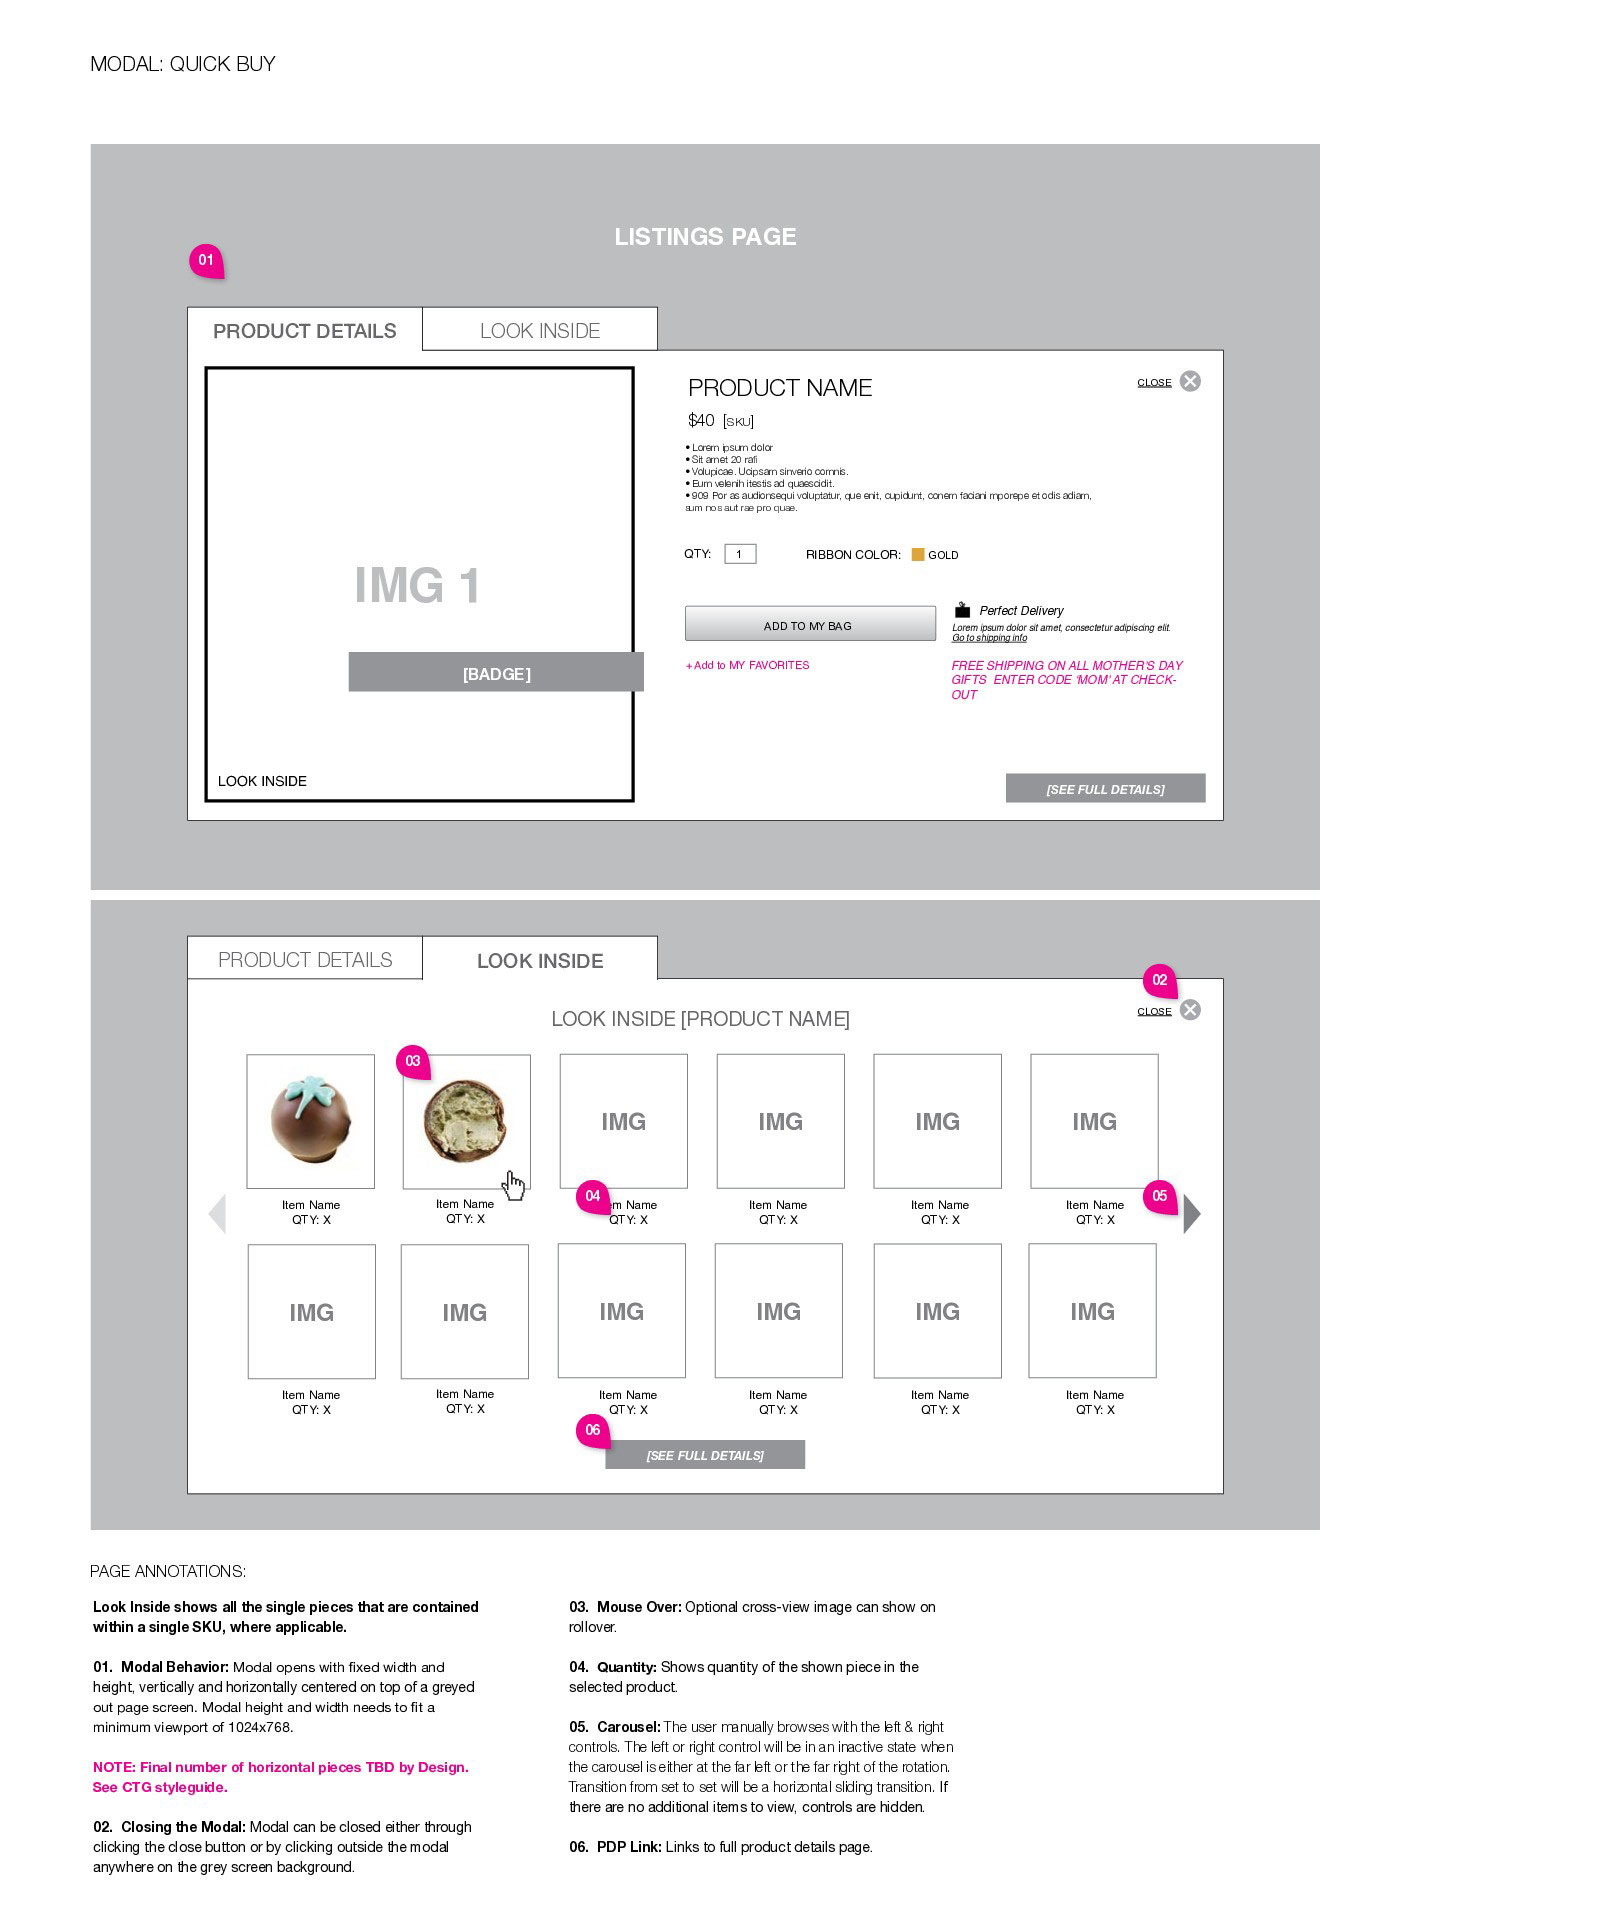 MODAL: QUICK BUY
LISTINGS PAGE
01
PRODUCT DETAILS
LOOK INSIDE
PRODUCT NAME
CLOSE
$40 [SKU]
• Lorem ipsum dolor
• Sit amet 20 rafi
• Volupicae. Ucipsam sinverio comnis.
• Eum velenih itestis ad quaescidit.
• 909 Por as audionsequi voluptatur, que enit, cupidunt, conem faciani mporepe et odis adiam,
sum nos aut rae pro quae.
QTY: 1 RIBBON COLOR: GOLD
IMG 1
[BADGE]
LOOK INSIDE
ADD TO MY BAG
+ Add to MY FAVORITES
Perfect Delivery
Lorem ipsum dolor sit amet, consectetur adipiscing elit.
Go to shipping info
FREE SHIPPING ON ALL MOTHER'S DAY
GIFTS ENTER CODE 'MOM' AT CHECK-
OUT
[SEE FULL DETAILS]
PRODUCT DETAILS
LOOK INSIDE
02
CLOSE
LOOK INSIDE [PRODUCT NAME]
03
IMG IMG IMG IMG
04
05
Item Name Item Name em Name Item Name Item Name Item Name
QTY: X QTY: X QTY: X QTY: X QTY: X QTY: X
IMG IMG IMG IMG IMG IMG
Item Name Item Name Item Name Item Name Item Name Item Name
QTY: X QTY: X QTY: X QTY: X QTY: X QTY: X
06
[SEE FULL DETAILS]
PAGE ANNOTATIONS:
Look Inside shows all the single pieces that are contained
within a single SKU, where applicable.
01. Modal Behavior: Modal opens with fixed width and
height, vertically and horizontally centered on top of a greyed
out page screen. Modal height and width needs to fit a
minimum viewport of 1024x768.
NOTE: Final number of horizontal pieces TBD by Design.
See CTG styleguide.
02. Closing the Modal: Modal can be closed either through
clicking the close button or by clicking outside the modal
anywhere on the grey screen background.
03. Mouse Over: Optional cross-view image can show on
rollover.
04. Quantity: Shows quantity of the shown piece in the
selected product.
05. Carousel: The user manually browses with the left & right
controls. The left or right control will be in an inactive state when
the carousel is either at the far left or the far right of the rotation.
Transition from set to set will be a horizontal sliding transition. If
there are no additional items to view, controls are hidden.
06. PDP Link: Links to full product details page.